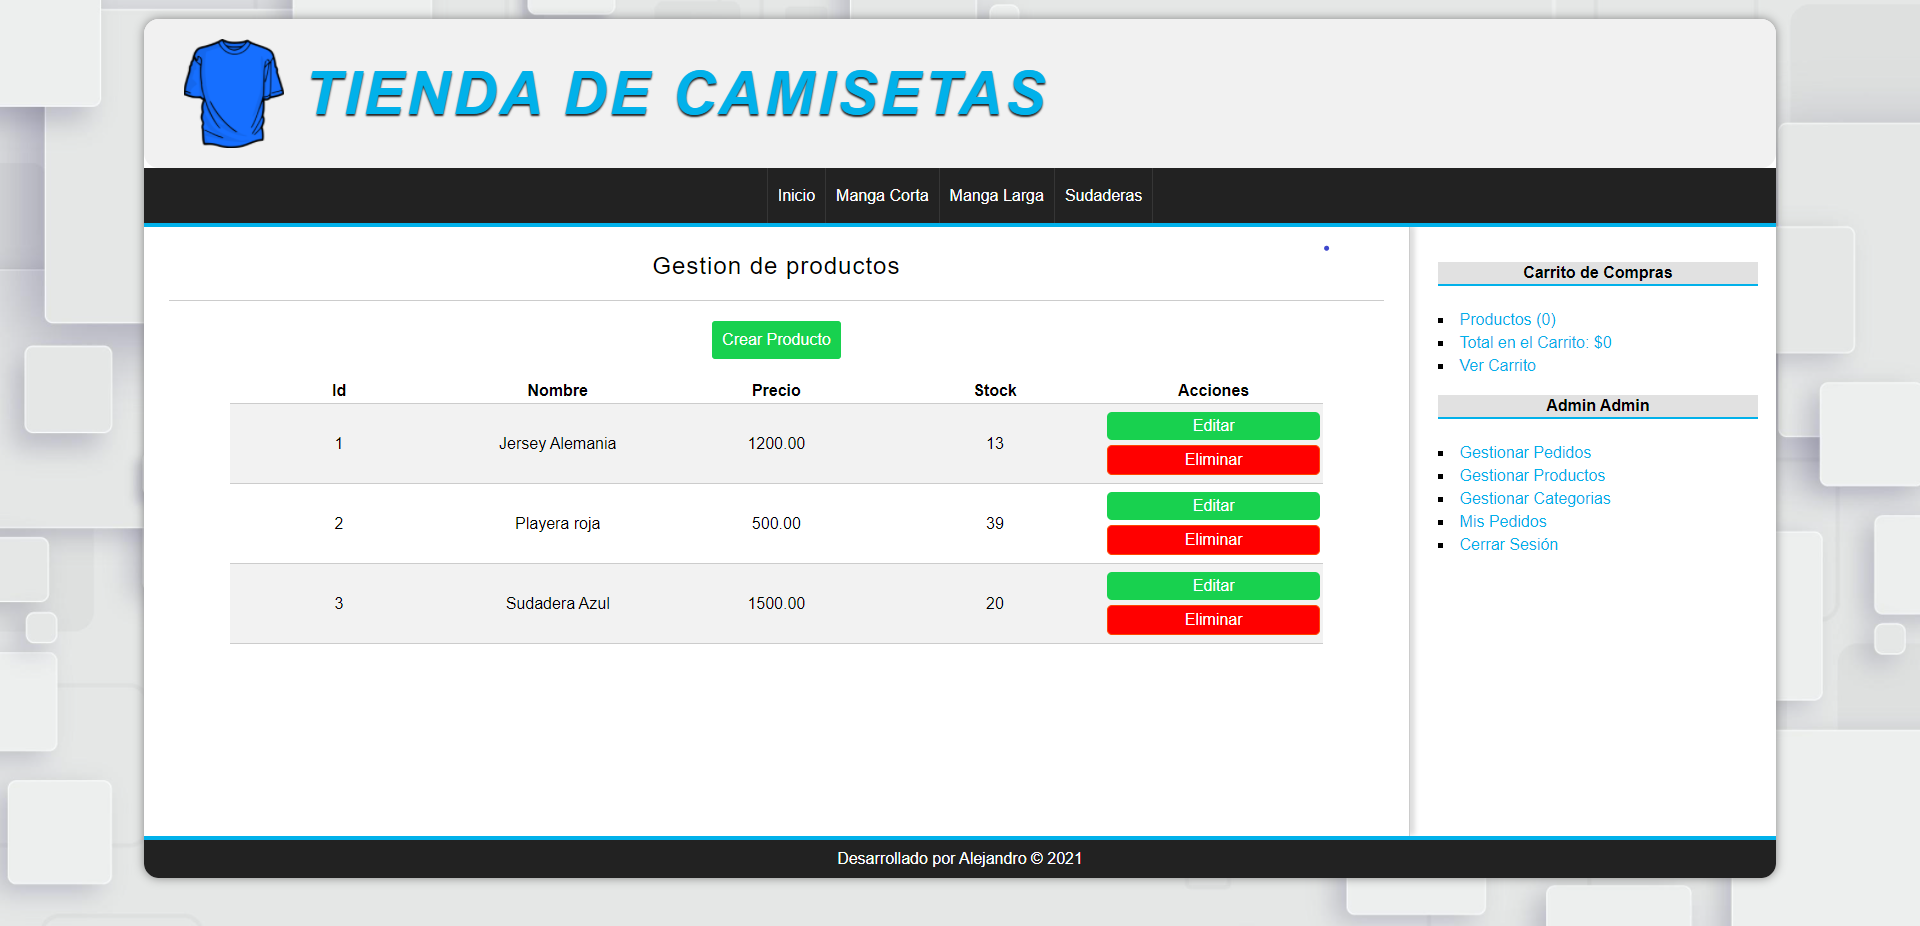 TIENDA DE CAMISETAS
Inicio Manga Corta Manga Larga Sudaderas
Gestion de productos
Crear Producto
Id Nombre Precio Stock Acciones
1 Jersey Alemania 1200.00 13 Editar
Eliminar
2 Playera roja 500.00 39 Editar
Eliminar
3 Sudadera Azul 1500.00 20 Editar
Eliminar
Carrito de Compras
Productos (0)
Total en el Carrito: $0
Ver Carrito
Admin Admin
Gestionar Pedidos
Gestionar Productos
Gestionar Categorias
Mis Pedidos
Cerrar Sesión
Desarrollado por Alejandro © 2021